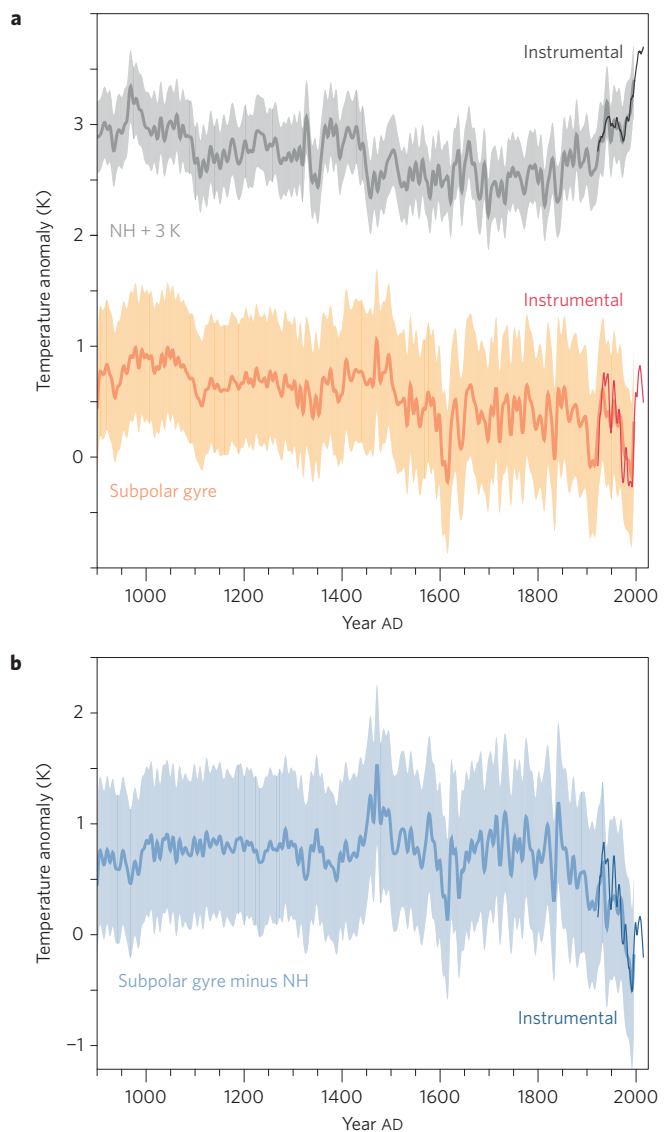 a
Instrumental
3
2
NH + 3 K
Temperature anomaly (K)
Instrumental
1
0
Subpolar gyre
1000 1200 1400 1600 1800 2000
Year AD
b
2
1
Temperature anomaly (K)
0
Subpolar gyre minus NH
Instrumental
−1
1000 1200 1400 1600 1800 2000
Year AD